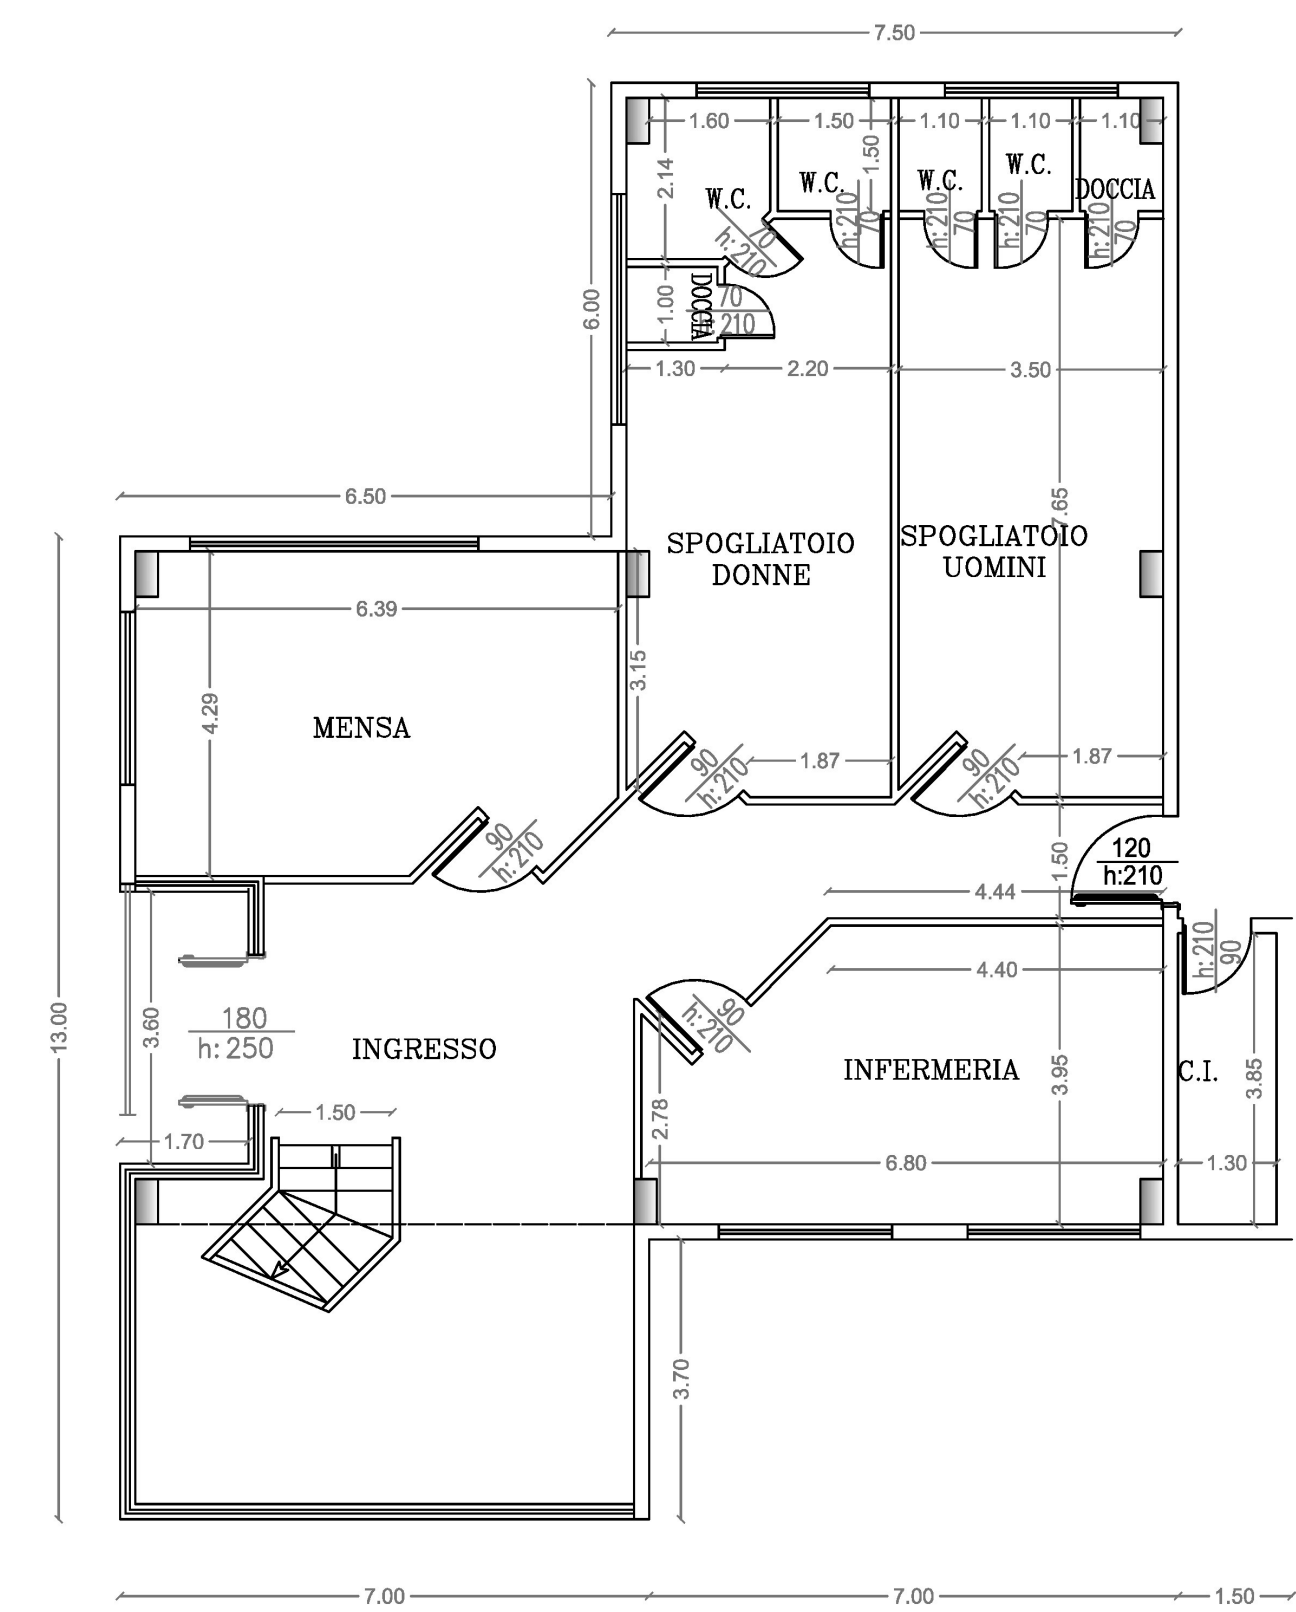 7.50
1.60
1.50
1.10
1.10
1.10
1.50
2.14
W.C.
W.C.
W.C.
W.C.
DOCCIA
70
h:210
70
h:210
70
h:210
70
h:210
70
h:210
6.00
1.00
DOCCIA
70
h:210
1.30
2.20
3.50
6.50
7.65
SPOGLIATOIO
DONNE
SPOGLIATOIO
UOMINI
6.39
3.15
4.29
MENSA
90
h:210
1.87
90
h:210
1.87
90
h:210
1.50
120
h:210
4.44
h:210
90
4.40
13.00
3.60
180
h:250
INGRESSO
90
h:210
INFERMERIA
3.95
C.I.
3.85
1.50
2.78
1.70
6.80
1.30
3.70
7.00
7.00
1.50